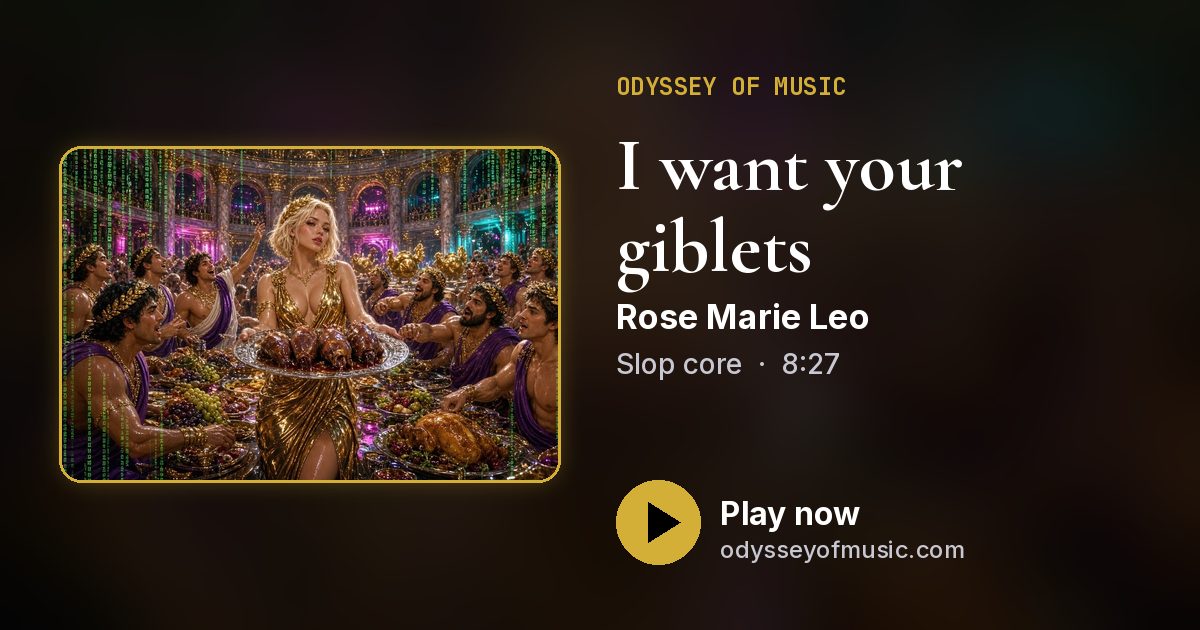 ODYSSEY OF MUSIC
I want your
giblets
Rose Marie Leo
Slop core · 8:27
Play now
odysseyofmusic.com